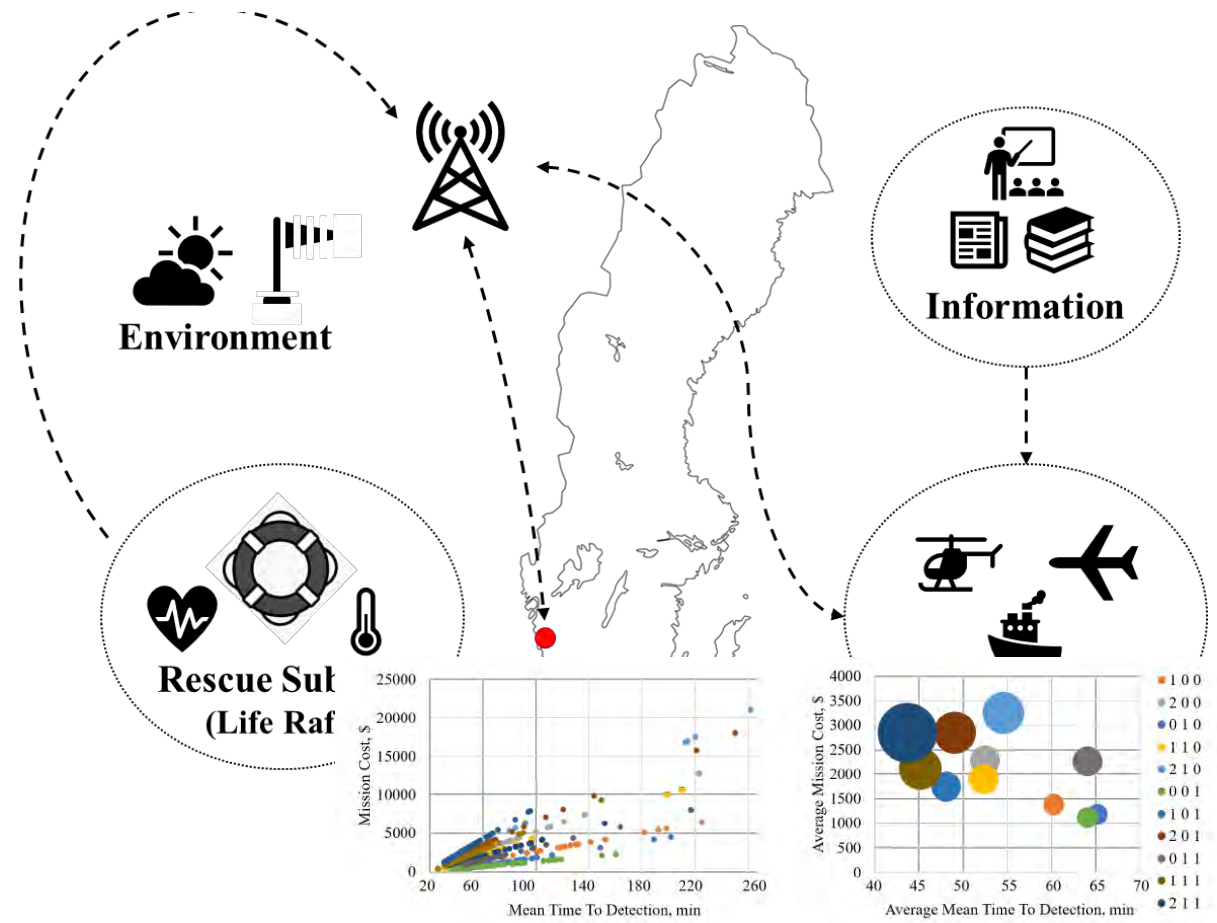 Information
Environment
Rescue Sub
(Life Raf
25000
20000
15000
10000
5000
0
20
60
100
140
180
220
260
Mission Cost, $
Mean Time To Detection, min
4000
3500
3000
2500
2000
1500
1000
500
0
40
45
50
55
60
65
70
Average Mission Cost, $
Average Mean Time To Detection, min
1 0 0
2 0 0
0 1 0
1 1 0
2 1 0
0 0 1
1 0 1
2 0 1
0 1 1
1 1 1
2 1 1